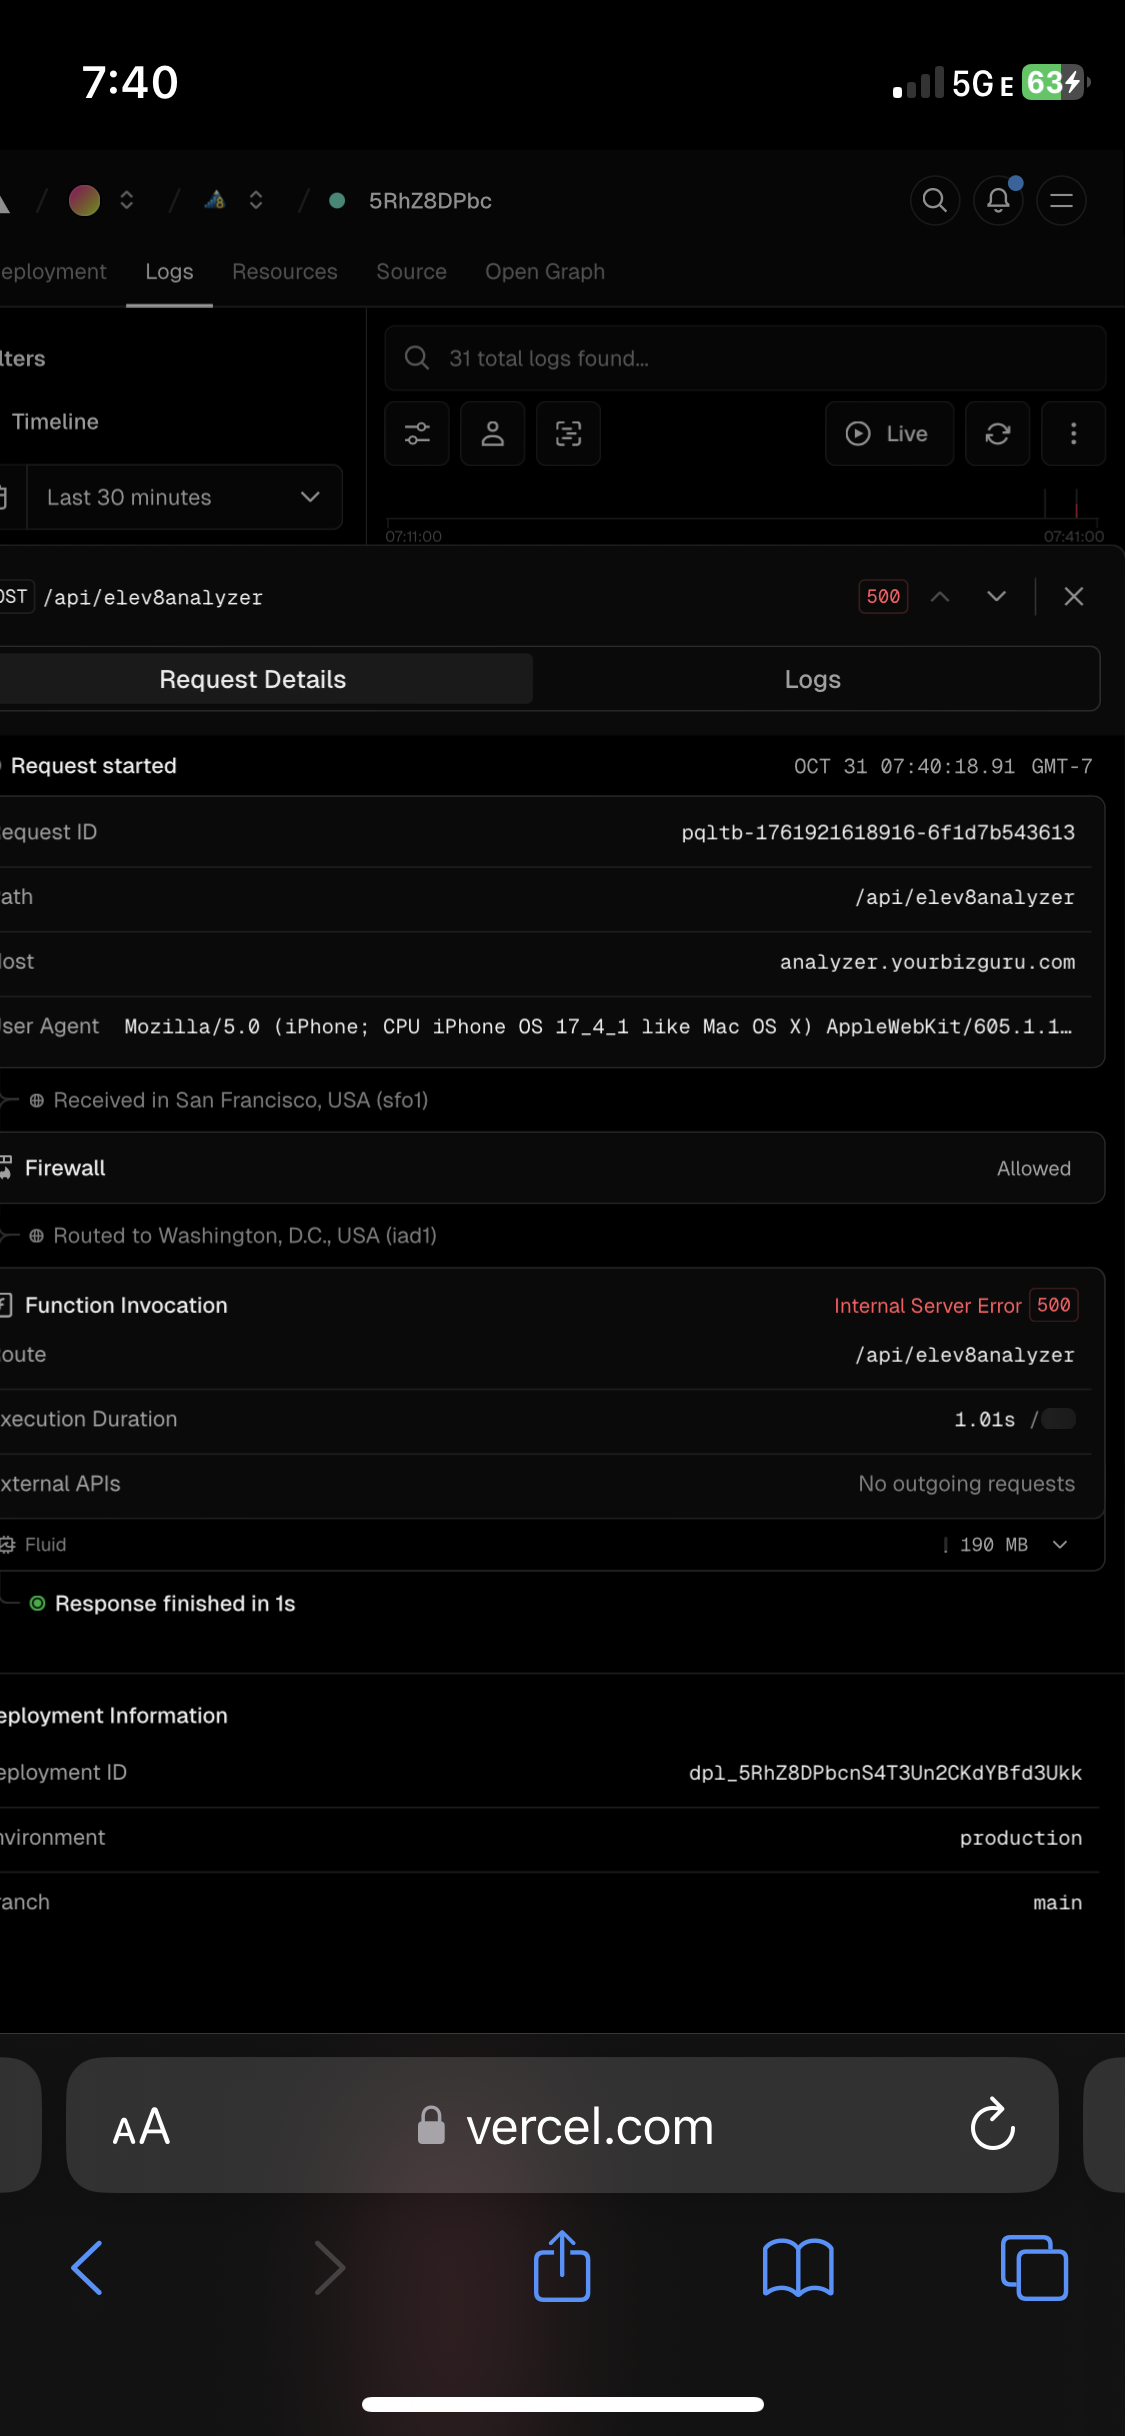 7:40
5G E 63
5RhZ8DPbc
eployment Logs Resources Source Open Graph
lters
31 total logs found...
Timeline
Live
Last 30 minutes
07:11:00 07:41:00
OST /api/elev8analyzer 500
Request Details Logs
Request started OCT 31 07:40:18.91 GMT-7
equest ID pqltb-1761921618916-6f1d7b543613
ath /api/elev8analyzer
ost analyzer.yourbizguru.com
ser Agent Mozilla/5.0 (iPhone; CPU iPhone OS 17_4_1 like Mac OS X) AppleWebKit/605.1.1…
Received in San Francisco, USA (sfo1)
Firewall Allowed
Routed to Washington, D.C., USA (iad1)
Function Invocation Internal Server Error 500
oute /api/elev8analyzer
xecution Duration 1.01s /
xternal APIs No outgoing requests
Fluid 190 MB
Response finished in 1s
eployment Information
eployment ID dpl_5RhZ8DPbcnS4T3Un2CKdYBfd3Ukk
nvironment production
anch main
AA vercel.com